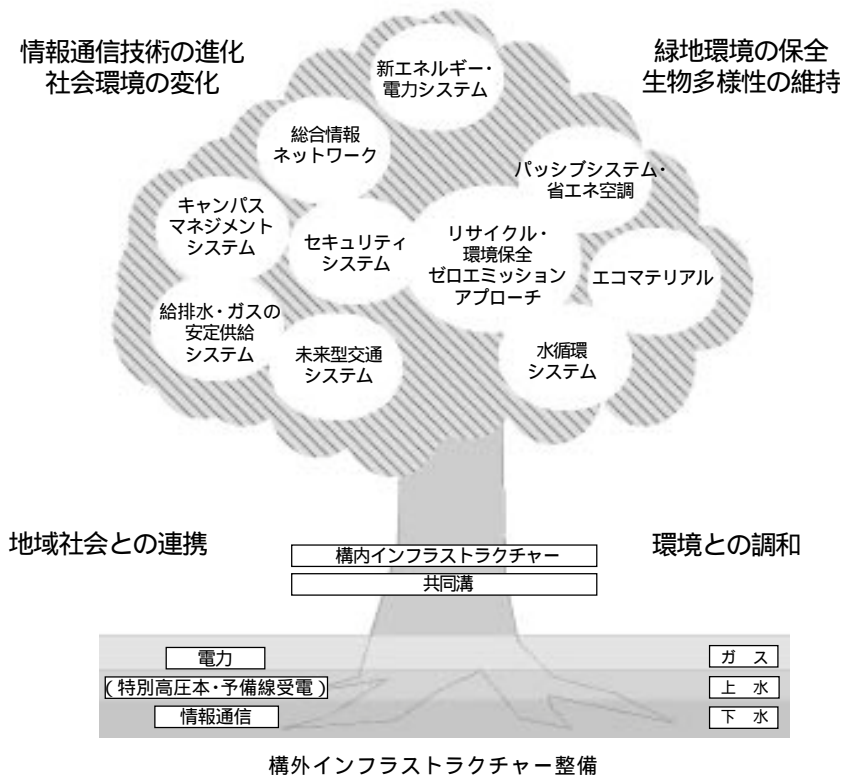 情報通信技術の進化
社会環境の変化
緑地環境の保全
生物多様性の維持
新エネルギー・
電力システム
総合情報
ネットワーク
パッシブシステム・
省エネ空調
キャンパス
マネジメント
システム
セキュリティ
システム
リサイクル・
環境保全
ゼロエミッション
アプローチ
エコマテリアル
給排水・ガスの
安定供給
システム
未来型交通
システム
水循環
システム
地域社会との連携
環境との調和
構内インフラストラクチャー
共同溝
電力
(特別高圧本・予備線受電)
情報通信
ガ ス
上 水
下 水
構外インフラストラクチャー整備